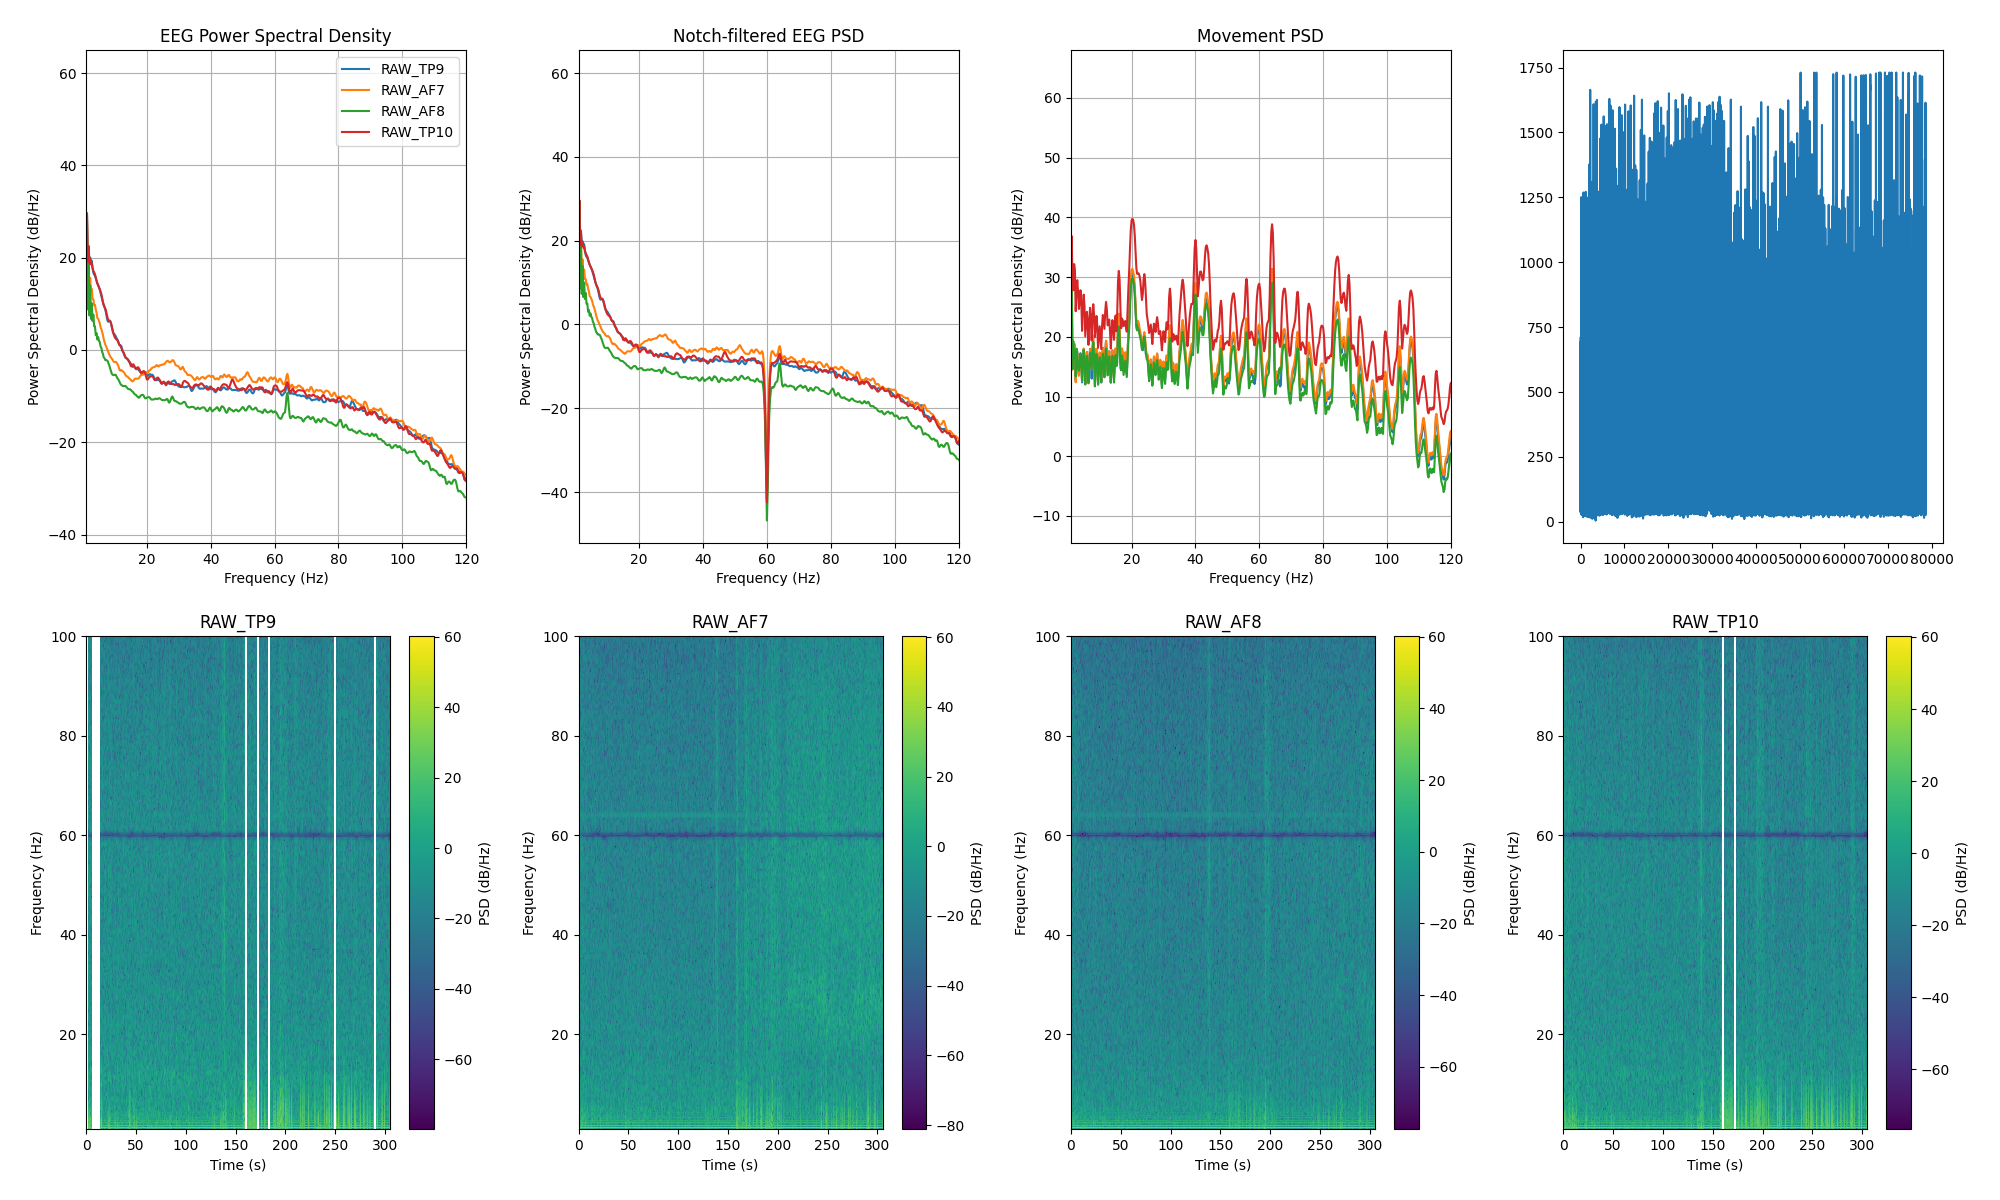 EEG Power Spectral Density
Power Spectral Density (dB/Hz)
60
40
20
0
−20
−40
RAW_TP9
RAW_AF7
RAW_AF8
RAW_TP10
20 40 60 80 100 120
Frequency (Hz)
Notch-filtered EEG PSD
Power Spectral Density (dB/Hz)
60
40
20
0
−20
−40
20 40 60 80 100 120
Frequency (Hz)
Movement PSD
Power Spectral Density (dB/Hz)
60
50
40
30
20
10
0
−10
20 40 60 80 100 120
Frequency (Hz)
1750
1500
1250
1000
750
500
250
0
0 10000 20000 30000 40000 50000 60000 70000 80000
RAW_TP9
Frequency (Hz)
100
80
60
40
20
0 50 100 150 200 250 300
Time (s)
60
40
20
0
−20
−40
−60
PSD (dB/Hz)
RAW_AF7
Frequency (Hz)
100
80
60
40
20
0 50 100 150 200 250 300
Time (s)
60
40
20
0
−20
−40
−60
−80
PSD (dB/Hz)
RAW_AF8
Frequency (Hz)
100
80
60
40
20
0 50 100 150 200 250 300
Time (s)
60
40
20
0
−20
−40
−60
PSD (dB/Hz)
RAW_TP10
Frequency (Hz)
100
80
60
40
20
0 50 100 150 200 250 300
Time (s)
60
40
20
0
−20
−40
−60
PSD (dB/Hz)